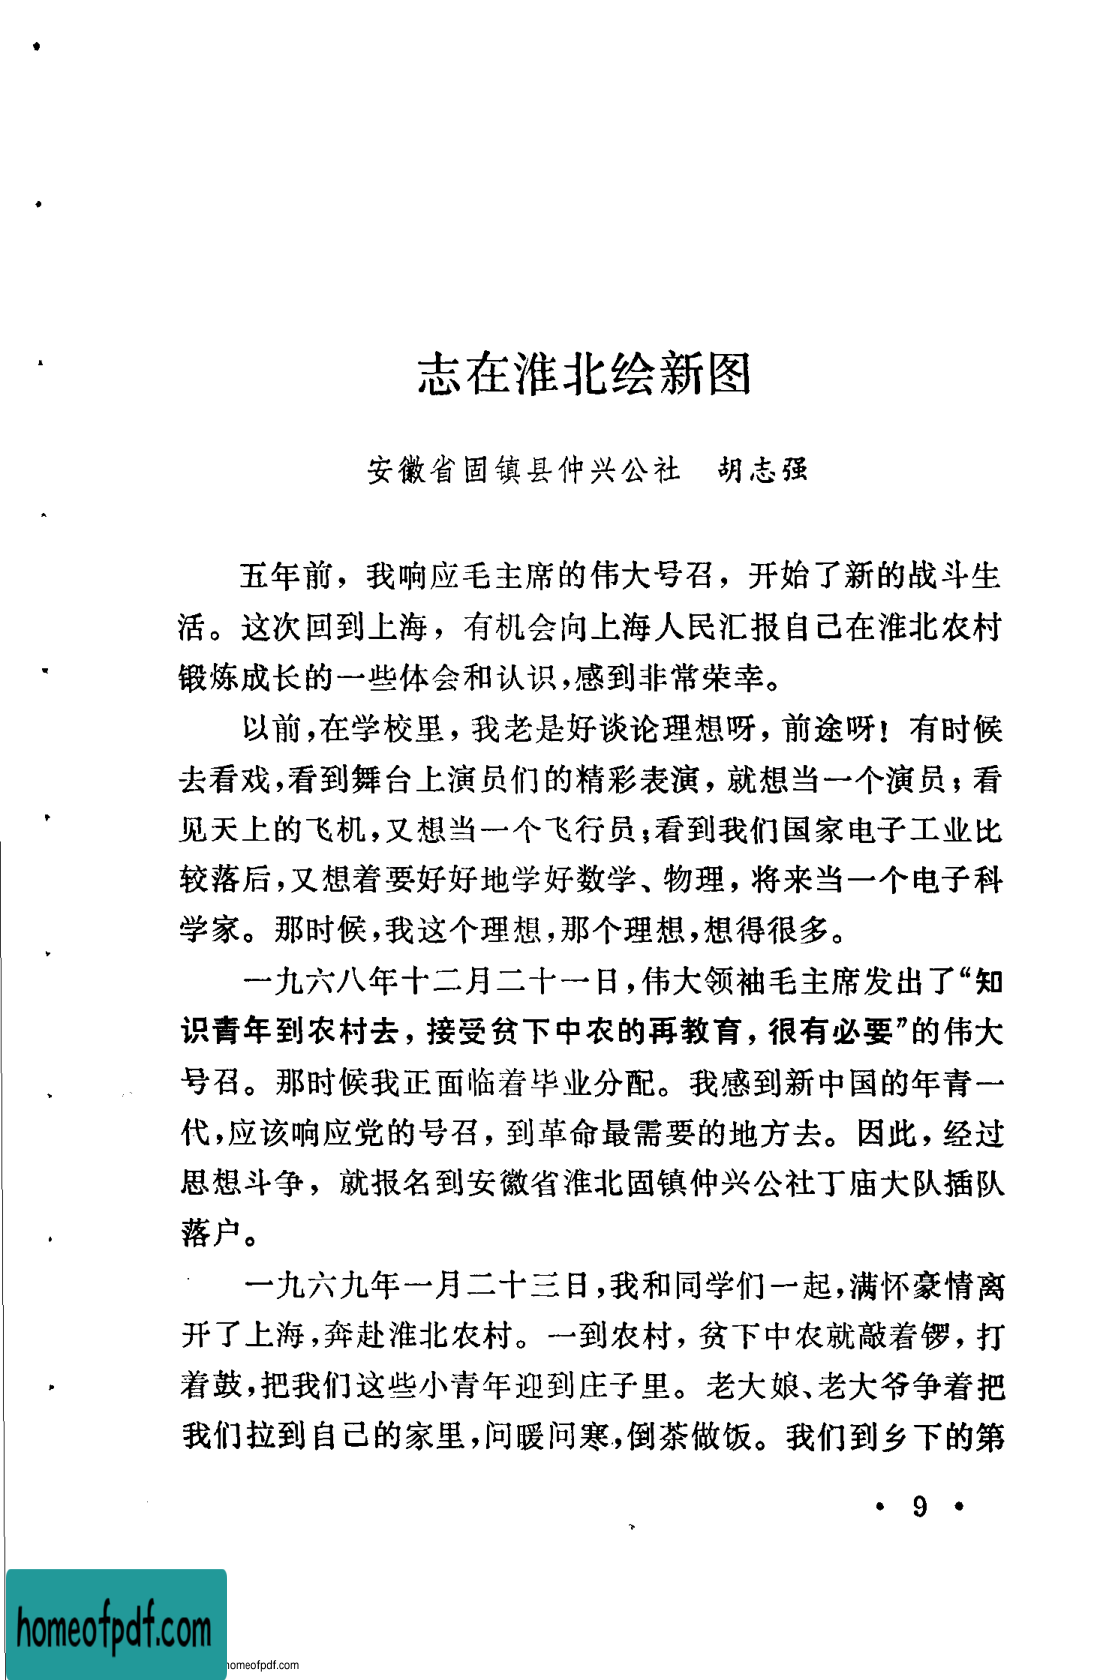 志在淮北绘新图
安徽省固镇县仲兴公社　胡志强
五年前，我响应毛主席的伟大号召，开始了新的战斗生
活。这次回到上海，有机会向上海人民汇报自己在淮北农村
锻炼成长的一些体会和认识，感到非常荣幸。
以前，在学校里，我老是好谈论理想呀，前途呀！有时候
去看戏，看到舞台上演员们的精彩表演，就想当一个演员；看
见天上的飞机，又想当一个飞行员；看到我们国家电子工业比
较落后，又想着要好好地学好数学、物理，将来当一个电子科
学家。那时候，我这个理想，那个理想，想得很多。
一九六八年十二月二十一日，伟大领袖毛主席发出了“知
识青年到农村去，接受贫下中农的再教育，很有必要”的伟大
号召。那时候我正面临着毕业分配。我感到新中国的年青一
代，应该响应党的号召，到革命最需要的地方去。因此，经过
思想斗争，就报名到安徽省淮北固镇仲兴公社丁庙大队插队
落户。
一九六九年一月二十三日，我和同学们一起，满怀豪情离
开了上海，奔赴淮北农村。一到农村，贫下中农就敲着锣，打
着鼓，把我们这些小青年迎到庄子里。老大娘、老大爷争着把
我们拉到自己的家里，问暖问寒，倒茶做饭。我们到乡下的第
• 9 •
homeofpdf.com
homeofpdf.com